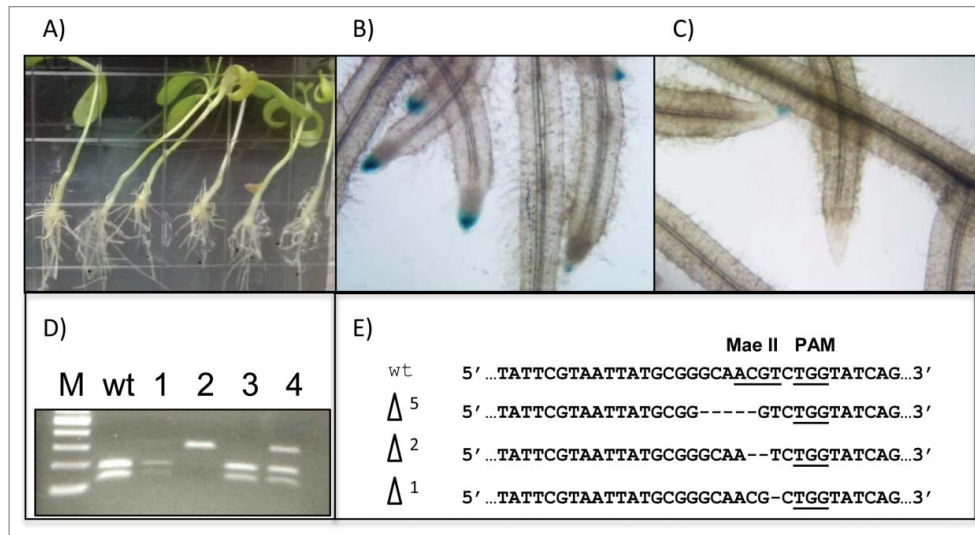 A)
B)
C)
D)
M wt 1 2 3 4
E)
Mae II PAM
wt 5’ …TATTCGTAATTATGCGGGCAACGTCTGGTATCAG…3’
Δ5 5’ …TATTCGTAATTATGCGG-----GTCTGGTATCAG…3’
Δ2 5’ …TATTCGTAATTATGCGGGCAA--TCTGGTATCAG…3’
Δ1 5’ …TATTCGTAATTATGCGGGCAACG-CTGGTATCAG…3’